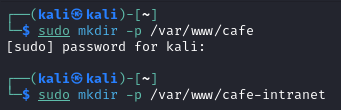 ┌──(kali㉿kali)-[~]
└─$ sudo mkdir -p /var/www/cafe
[sudo] password for kali:
┌──(kali㉿kali)-[~]
└─$ sudo mkdir -p /var/www/cafe-intranet